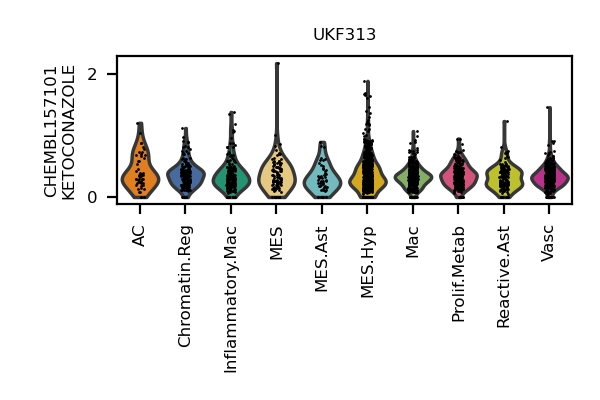 UKF313
CHEMBL157101
KETOCONAZOLE
2
0
AC
Chromatin.Reg
Inflammatory.Mac
MES
MES.Ast
MES.Hyp
Mac
Prolif.Metab
Reactive.Ast
Vasc